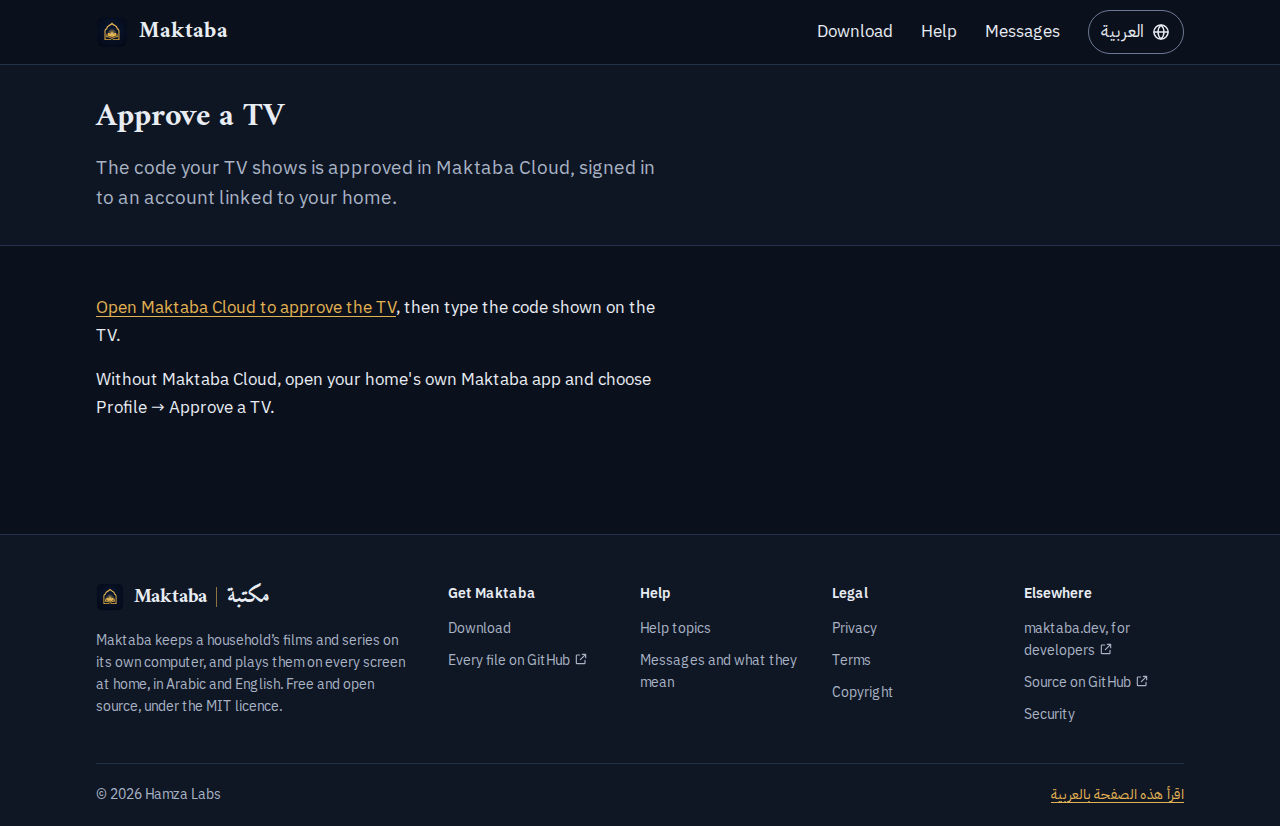 Maktaba
Download
Help
Messages
العربية
Approve a TV
The code your TV shows is approved in Maktaba Cloud, signed in
to an account linked to your home.
Open Maktaba Cloud to approve the TV, then type the code shown on the
TV.
Without Maktaba Cloud, open your home's own Maktaba app and choose
Profile → Approve a TV.
Maktaba | مكتبة
Maktaba keeps a household’s films and series on
its own computer, and plays them on every screen
at home, in Arabic and English. Free and open
source, under the MIT licence.
Get Maktaba
Download
Every file on GitHub
Help
Help topics
Messages and what they
mean
Legal
Privacy
Terms
Copyright
Elsewhere
maktaba.dev, for
developers
Source on GitHub
Security
© 2026 Hamza Labs
اقرأ هذه الصفحة بالعربية